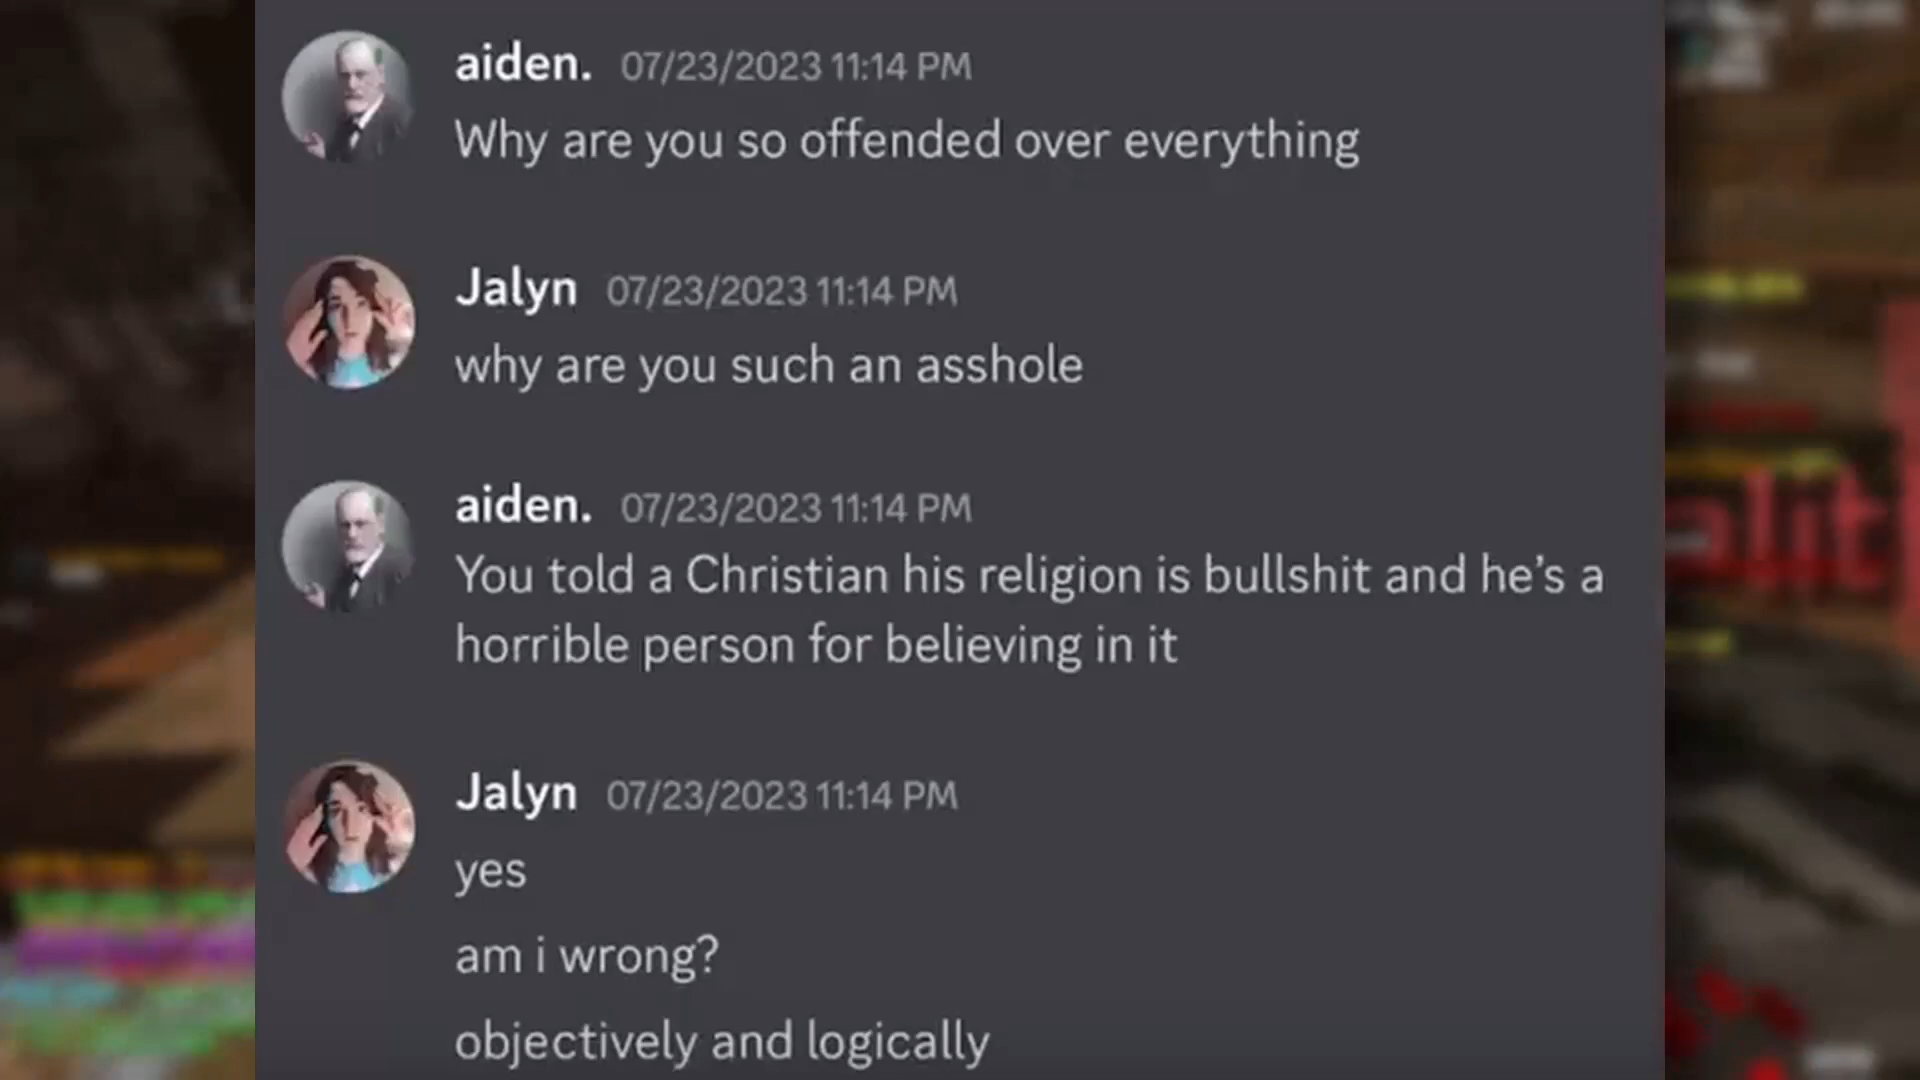 aiden. 07/23/2023 11:14 PM
Why are you so offended over everything
Jalyn 07/23/2023 11:14 PM
why are you such an asshole
aiden. 07/23/2023 11:14 PM
You told a Christian his religion is bullshit and he's a
horrible person for believing in it
Jalyn 07/23/2023 11:14 PM
yes
am i wrong?
objectively and logically
alit